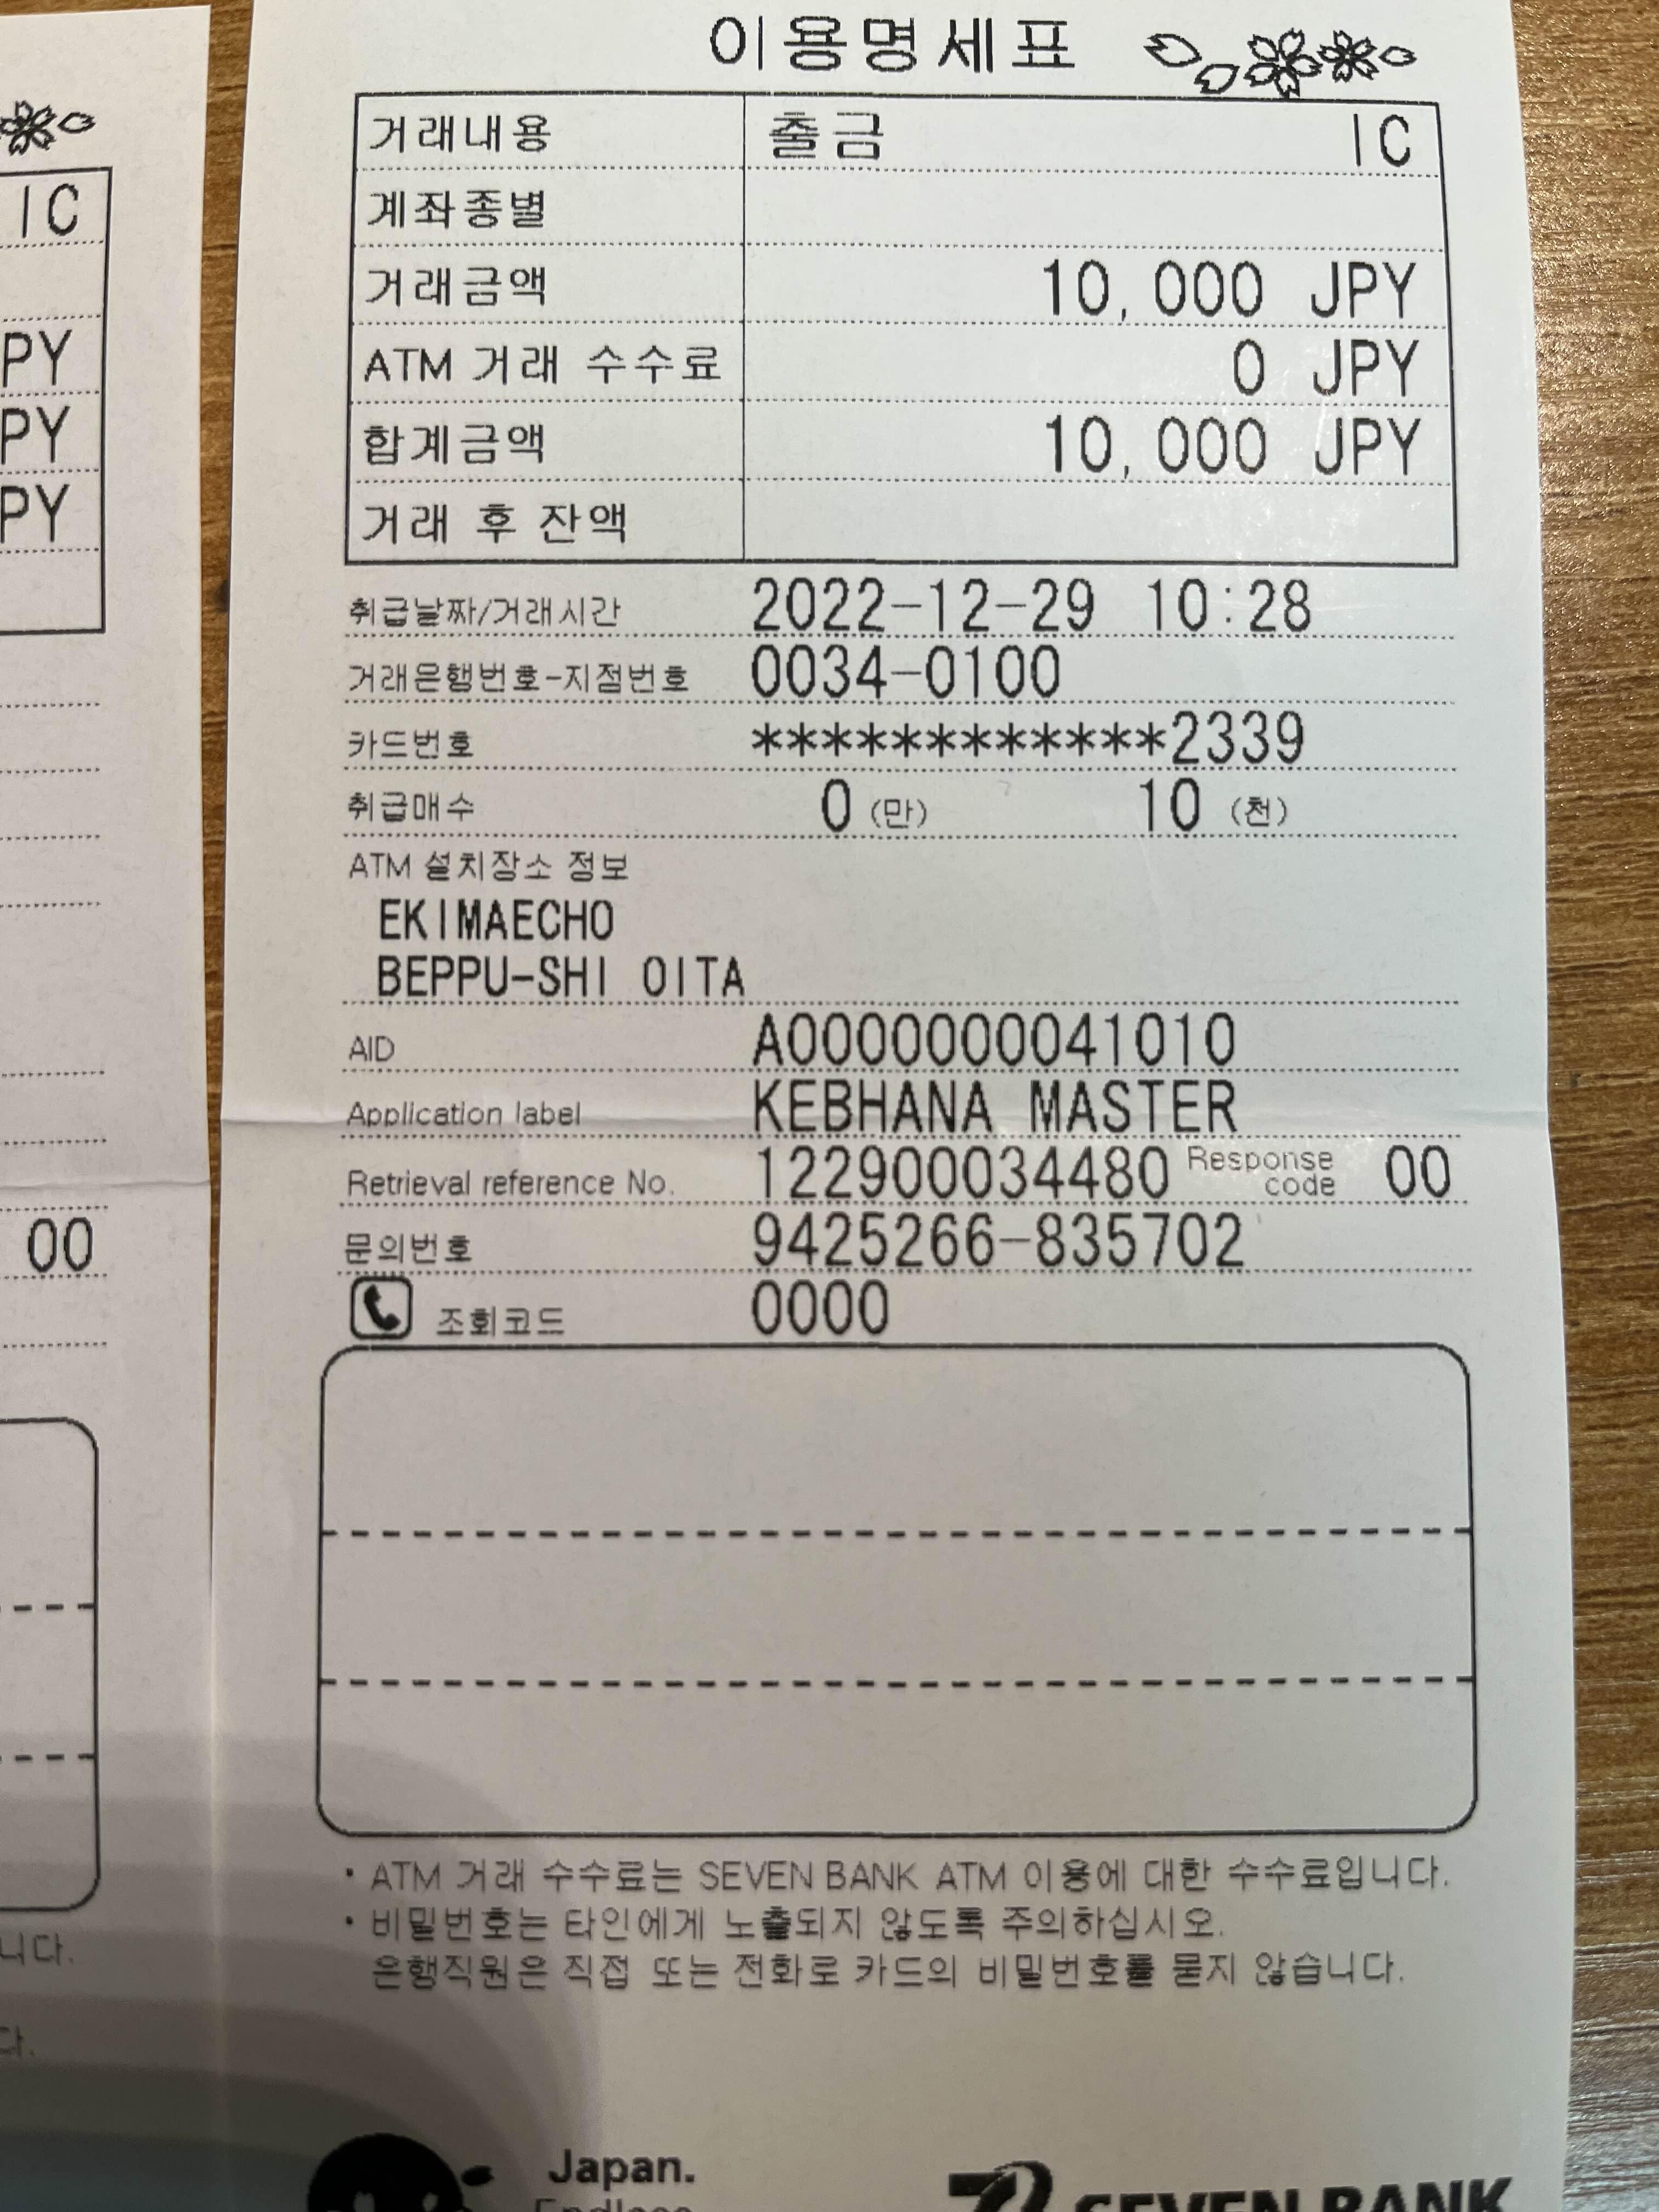 이용명세표
거래내용 출금 IC
계좌종별
거래금액 10,000 JPY
ATM 거래 수수료 0 JPY
합계금액 10,000 JPY
거래 후 잔액
취급날짜/거래시간 2022-12-29 10:28
거래은행번호-지점번호 0034-0100
카드번호 ************2339
취급매수 0 (만) 10 (천)
ATM 설치장소 정보
EKIMAECHO
BEPPU-SHI OITA
AID A0000000041010
Application label KEBHANA MASTER
Retrieval reference No. 122900034480 Response code 00
문의번호 9425266-835702
조회코드 0000
・ATM 거래 수수료는 SEVEN BANK ATM 이용에 대한 수수료입니다.
・비밀번호는 타인에게 노출되지 않도록 주의하십시오.
은행직원은 직접 또는 전화로 카드의 비밀번호를 묻지 않습니다.
Japan.
Endless
SEVEN BANK
IC
PY
PY
PY
00
니다.
다.